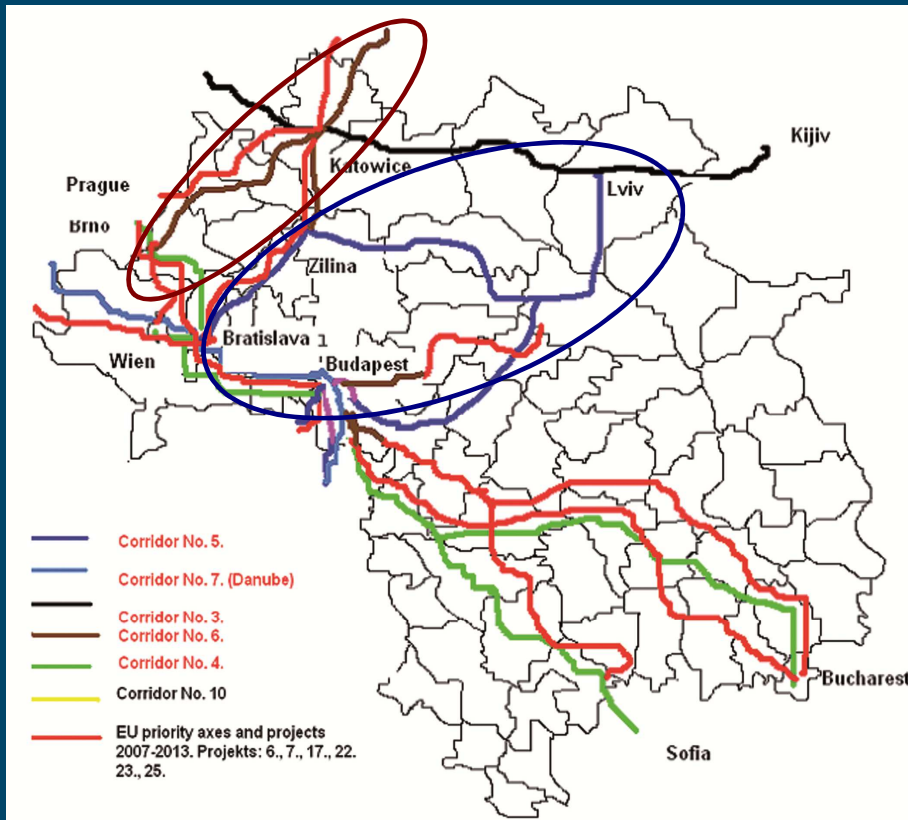 Kijiv
Katowice
Prague
Lviv
Brno
Zilina
Bratislava 1
Wien
Budapest
Corridor No. 5.
Corridor No. 7. (Danube)
Corridor No. 3.
Corridor No. 6.
Corridor No. 4.
Corridor No. 10
Bucharest
EU priority axes and projects
2007-2013. Projekts: 6., 7., 17., 22.
23., 25.
Sofia